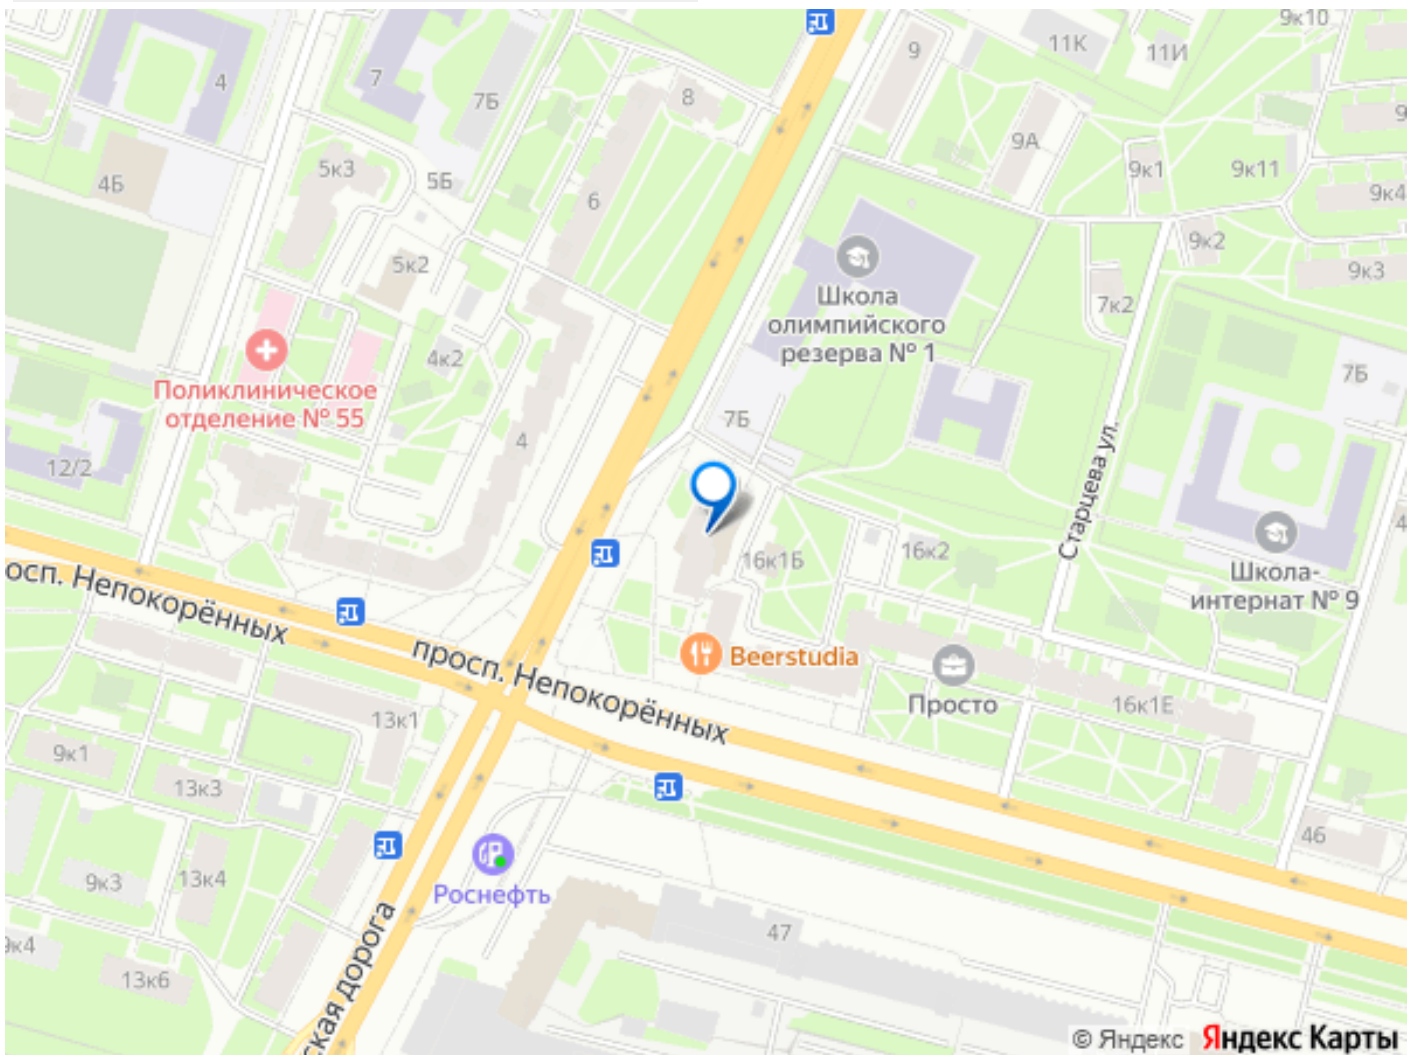 9к10
11К
11И
9
4
7
7Б
8
9
9А
4Б
5к3
5Б
6
9к1
9к11
9к4
5к2
9к2
9к3
Школа
олимпийского
резерва № 1
7к2
4к2
Поликлиническое
отделение № 55
7Б
7Б
4
12/2
Старцева ул.
4
16к1Б
16к2
Школа-
интернат № 9
осп. Непокорённых
просп. Непокорённых
Beerstudia
Просто
16к1Е
13к1
9к1
13к3
46
9к3
13к4
Роснефть
47
к4
13к6
ская дорога
© Яндекс Яндекс Карты